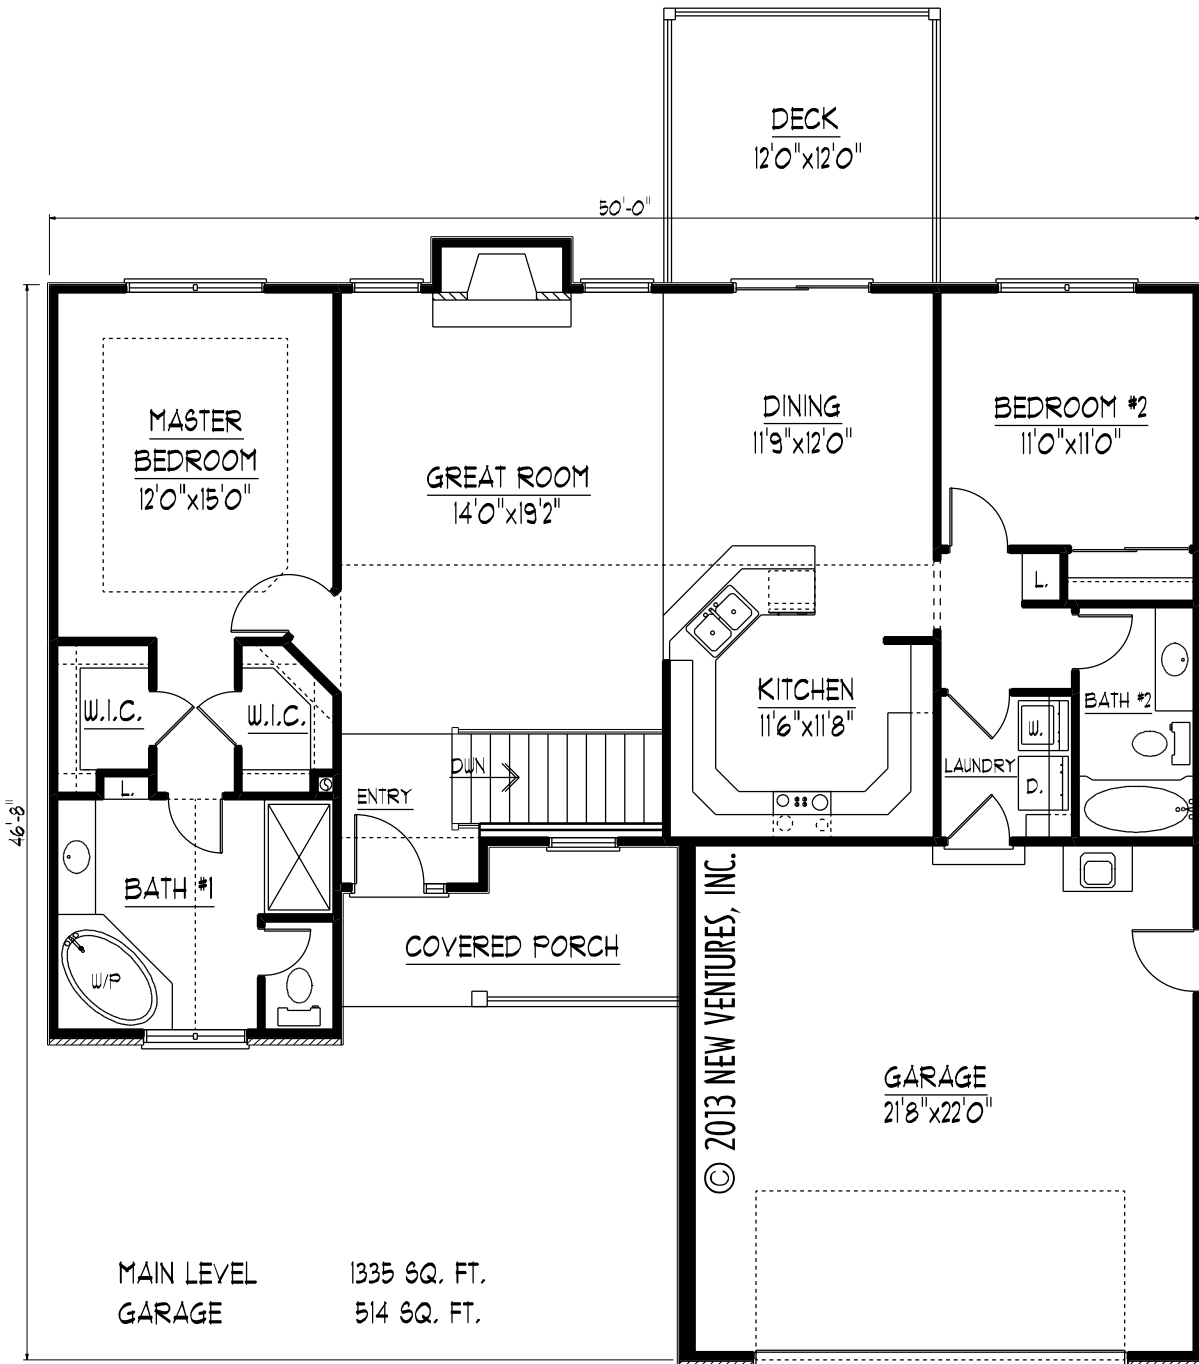 DECK
12'0"x12'0"
50'-0"
MASTER
BEDROOM
12'0"x15'0"
GREAT ROOM
14'0"x19'2"
DINING
11'9"x12'0"
BEDROOM #2
11'0"x11'0"
L.
W.I.C.
W.I.C.
KITCHEN
11'6"x11'8"
BATH #2
W.
LAUNDRY
D.
DWN
L.
ENTRY
46'-8"
BATH #1
W/P
COVERED PORCH
© 2013 NEW VENTURES, INC.
GARAGE
21'8"x22'0"
MAIN LEVEL 1335 SQ. FT.
GARAGE 514 SQ. FT.